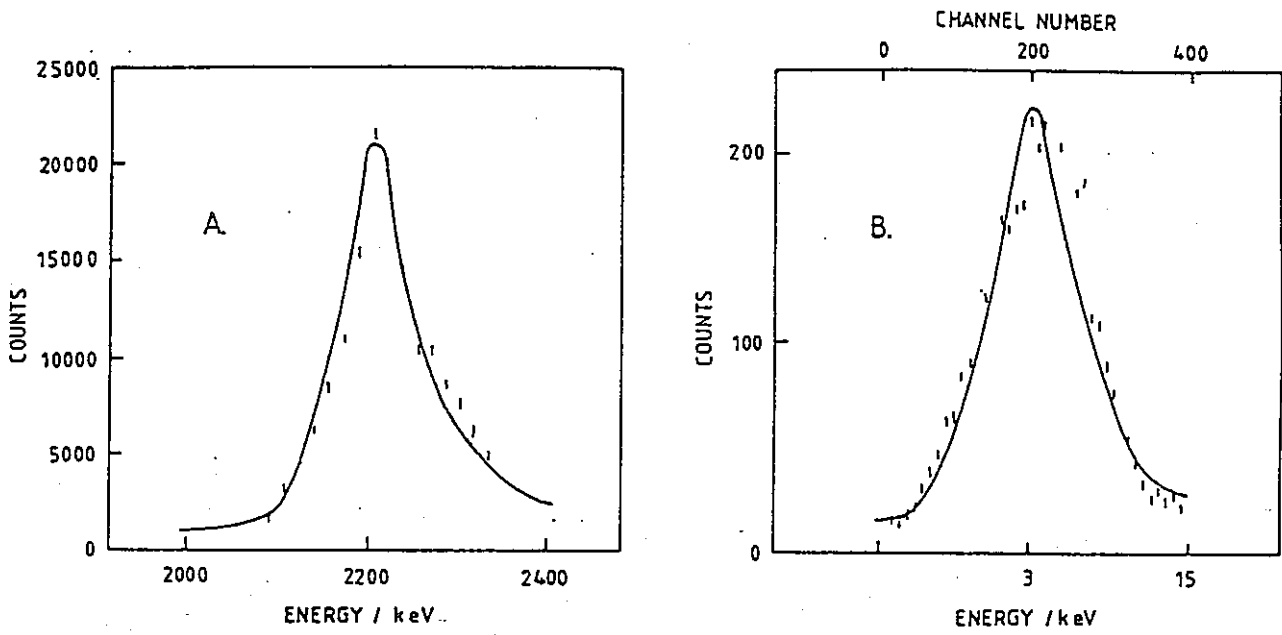 25000
20000
15000
10000
5000
0
COUNTS
A.
2000 2200 2400
ENERGY / keV
CHANNEL NUMBER
0 200 400
200
100
0
COUNTS
B.
3 15
ENERGY / keV